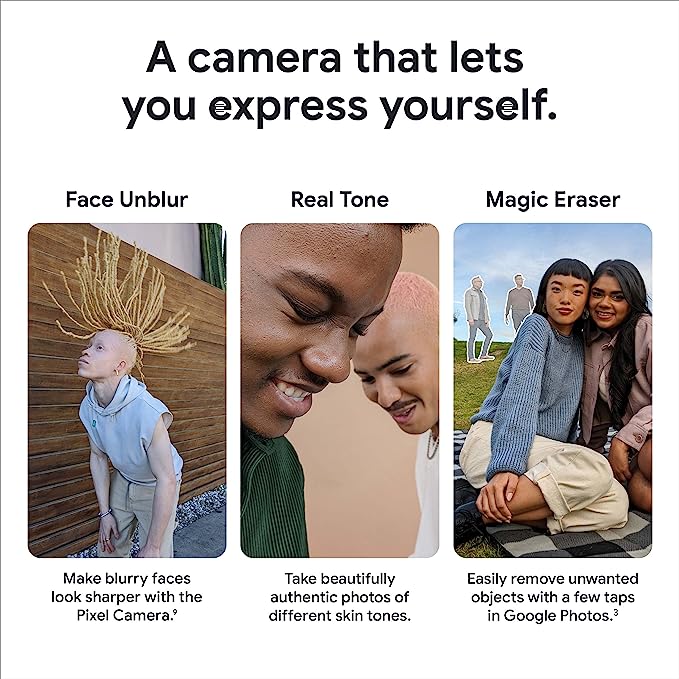 A camera that lets
you express yourself.
Face Unblur
Real Tone
Magic Eraser
Make blurry faces
look sharper with the
Pixel Camera.⁹
Take beautifully
authentic photos of
different skin tones.
Easily remove unwanted
objects with a few taps
in Google Photos.³